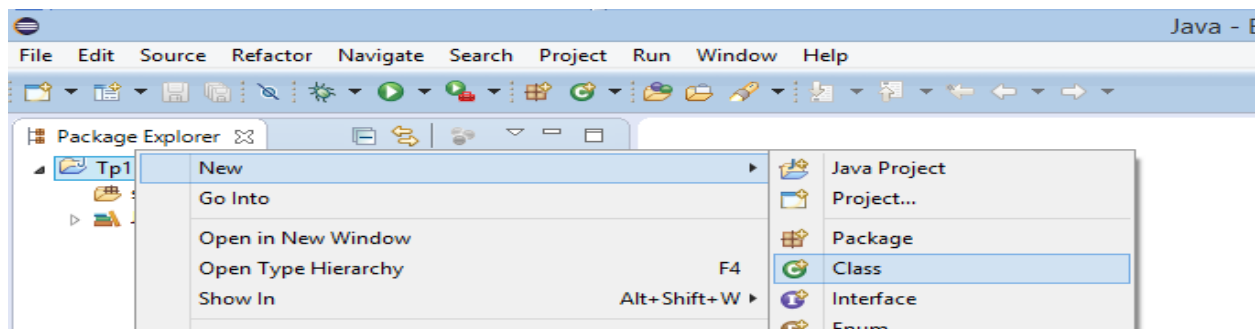 Java -
File Edit Source Refactor Navigate Search Project Run Window Help
Package Explorer
Tp1 New Java Project
Go Into Project...
Open in New Window Package
Open Type Hierarchy F4 Class
Show In Alt+Shift+W Interface
Enum